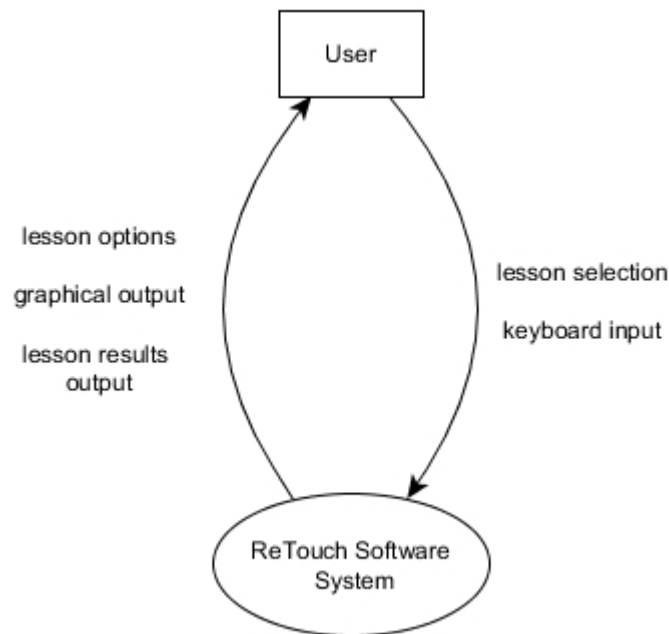 User
lesson options
graphical output
lesson results
output
lesson selection
keyboard input
ReTouch Software
System